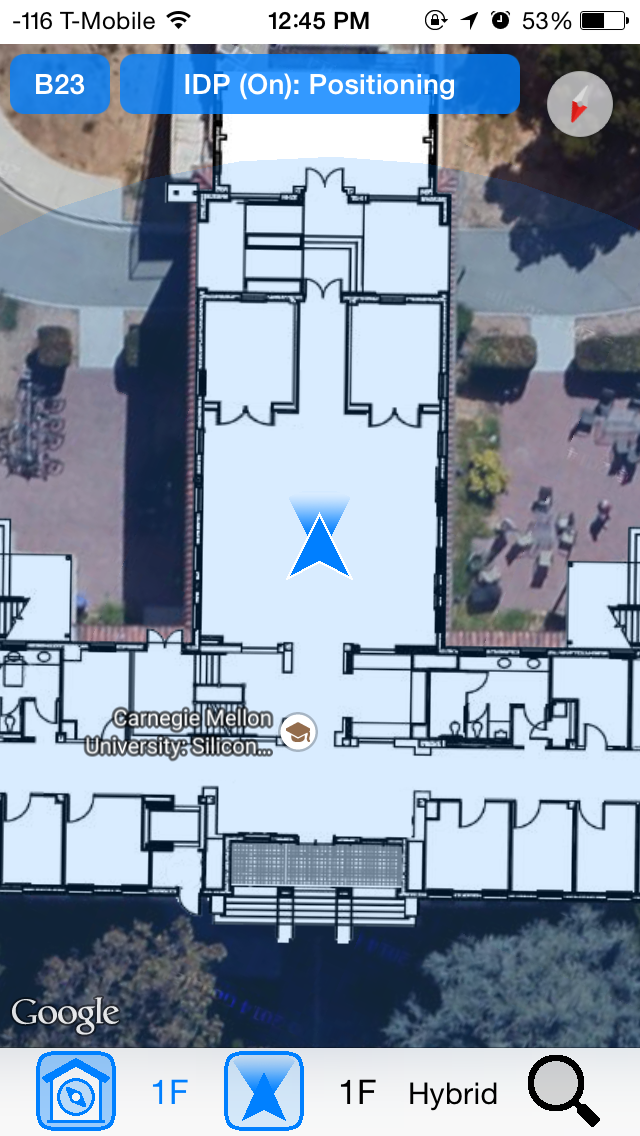 -116 T-Mobile 12:45 PM 53%
B23 IDP (On): Positioning
Carnegie Mellon
University: Silicon...
Google
1F 1F Hybrid